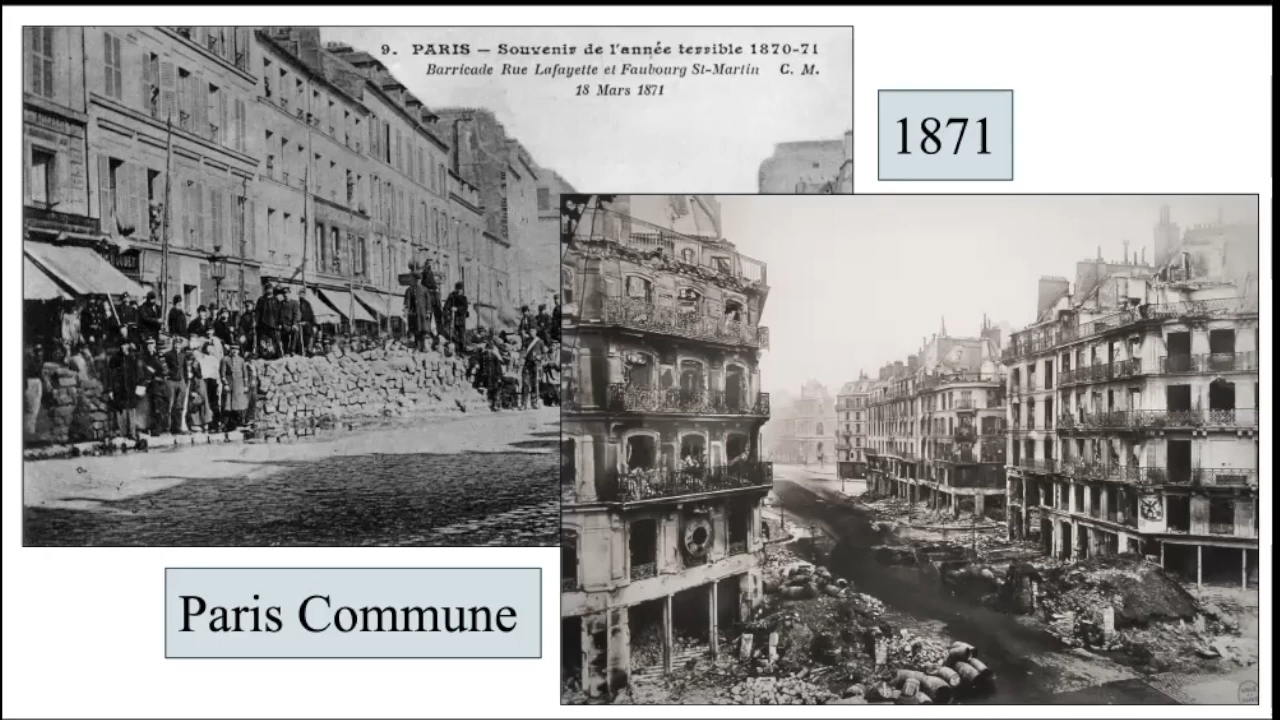 9. PARIS — Souvenir de l'année terrible 1870-71
Barricade Rue Lafayette et Faubourg St-Martin C. M.
18 Mars 1871
1871
Paris Commune